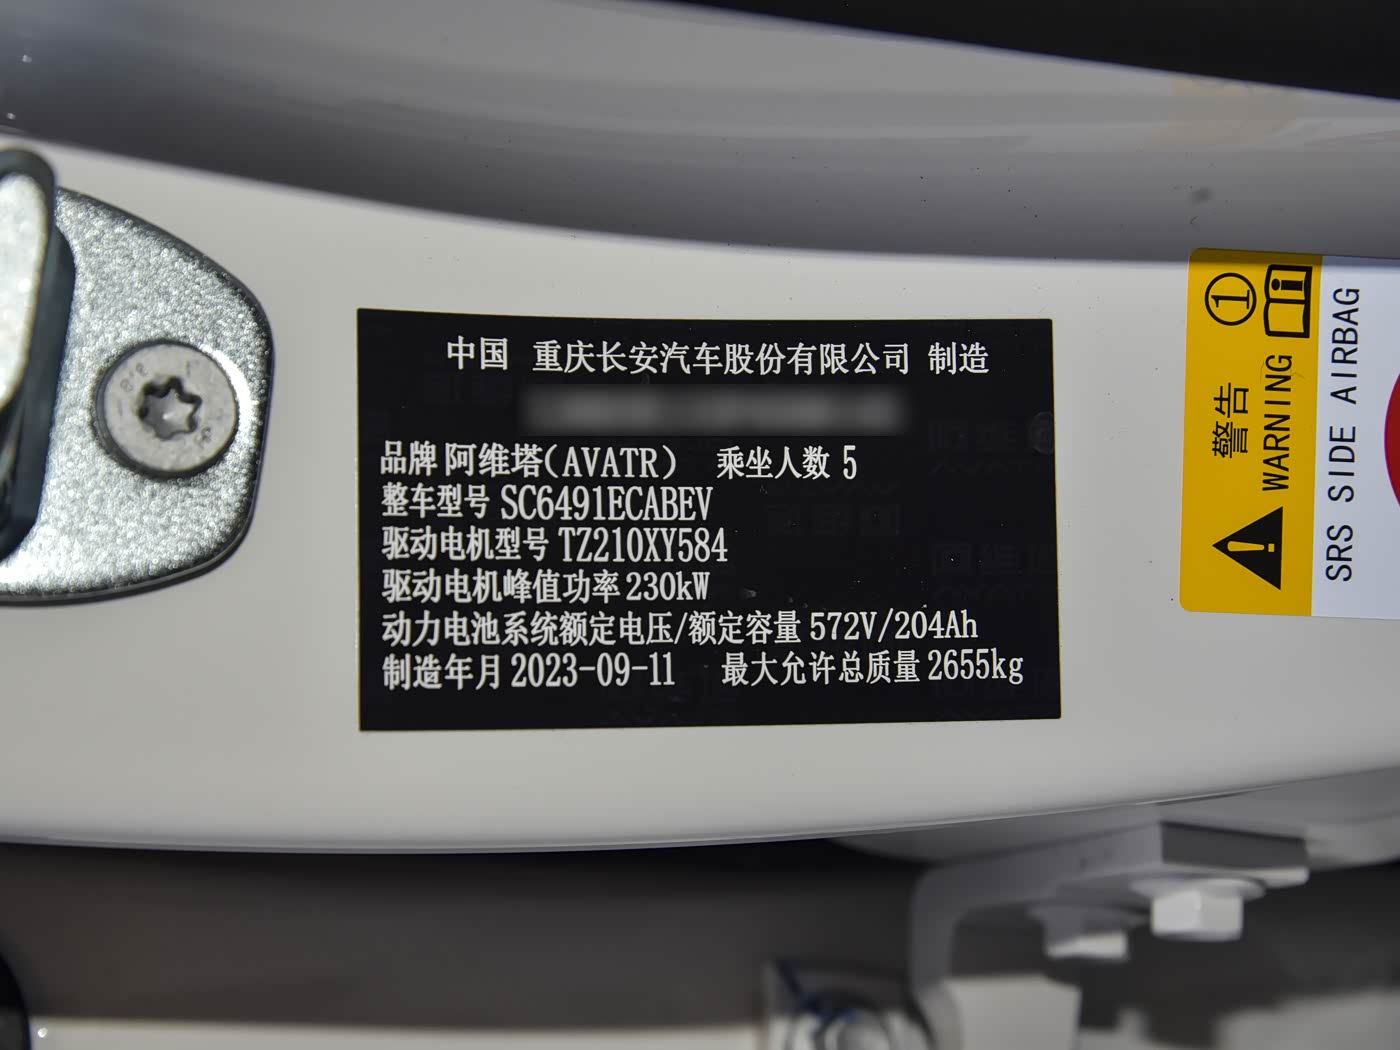 中国 重庆长安汽车股份有限公司 制造
品牌 阿维塔(AVATR) 乘坐人数 5
整车型号 SC6491ECABEV
驱动电机型号 TZ210XY584
驱动电机峰值功率 230kW
动力电池系统额定电压/额定容量 572V/204Ah
制造年月 2023-09-11 最大允许总质量 2655kg
①
警告
WARNING
SRS SIDE AIRBAG